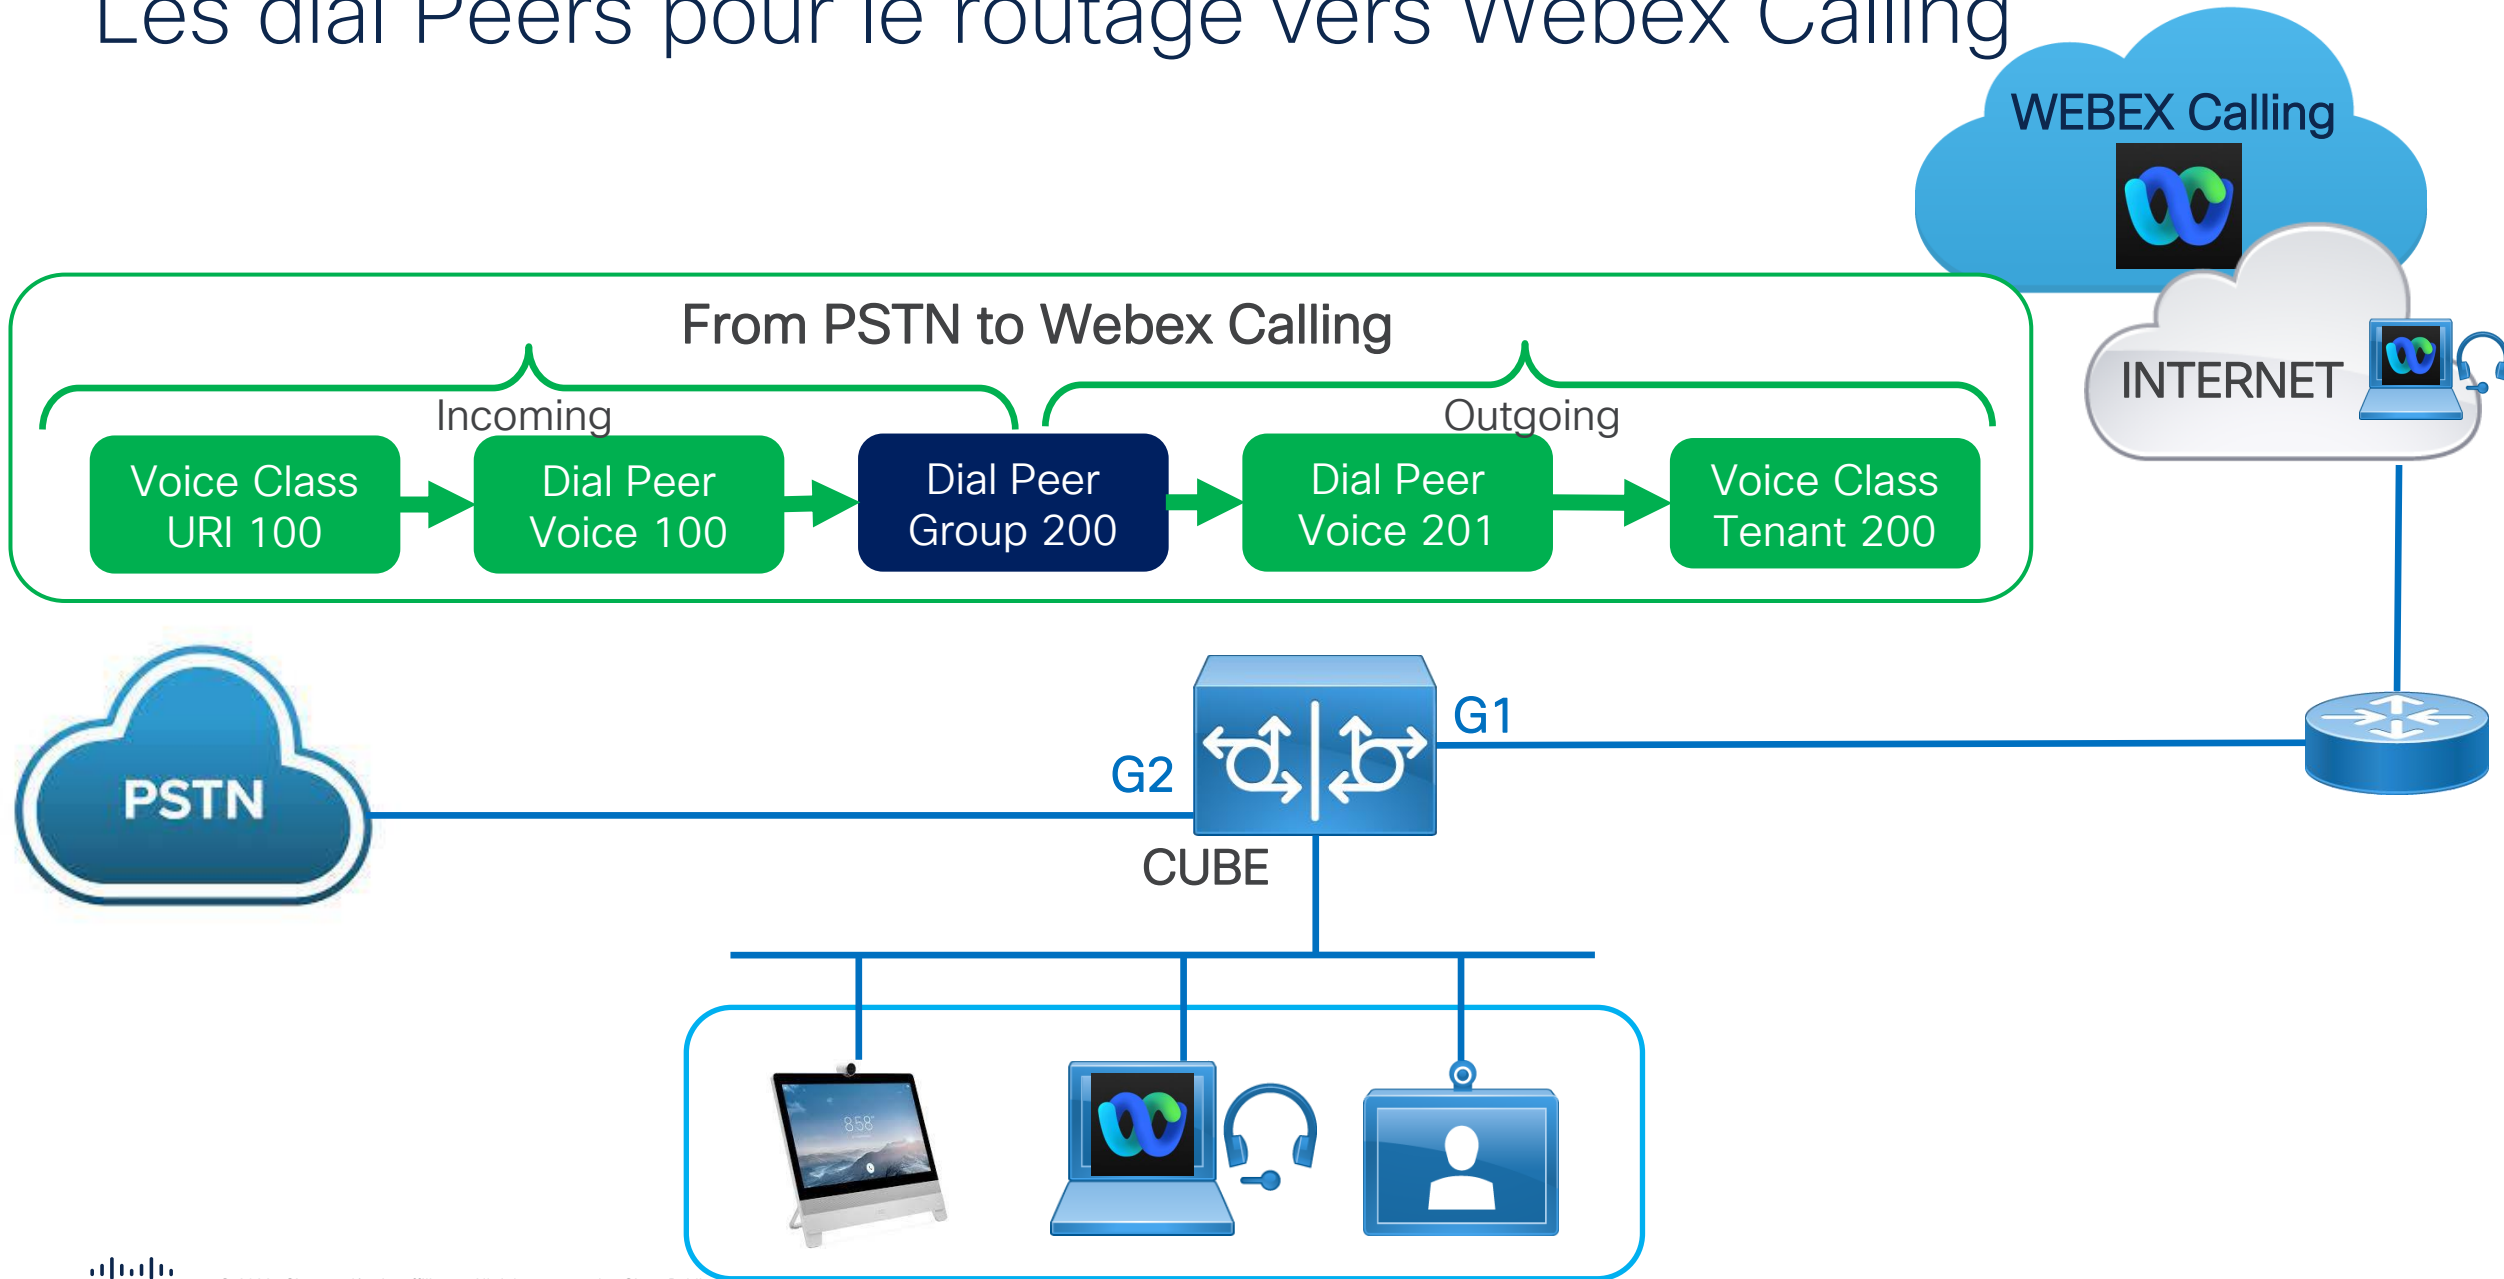 Les dial Peers pour le routage vers Webex Calling
WEBEX Calling
From PSTN to Webex Calling
INTERNET
Incoming
Outgoing
Voice Class
URI 100
Dial Peer
Voice 100
Dial Peer
Group 200
Dial Peer
Voice 201
Voice Class
Tenant 200
G1
G2
PSTN
CUBE
8:58